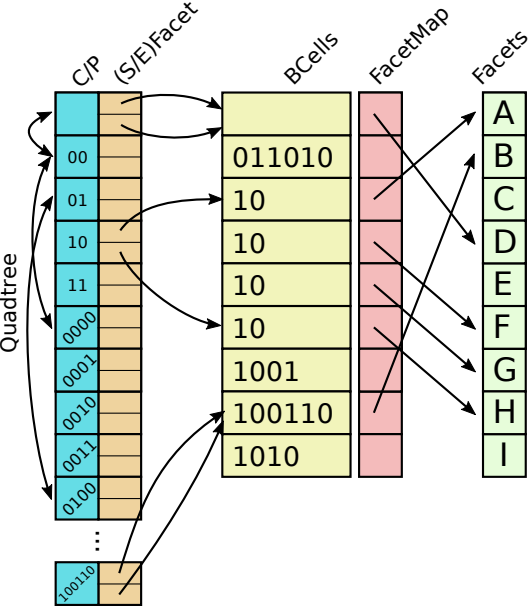 C/P
(S/E)Facet
BCells
FacetMap
Facets
Quadtree
00
01
10
11
0000
0001
0010
0011
0100
...
100110
011010
10
10
10
10
1001
100110
1010
A
B
C
D
E
F
G
H
I